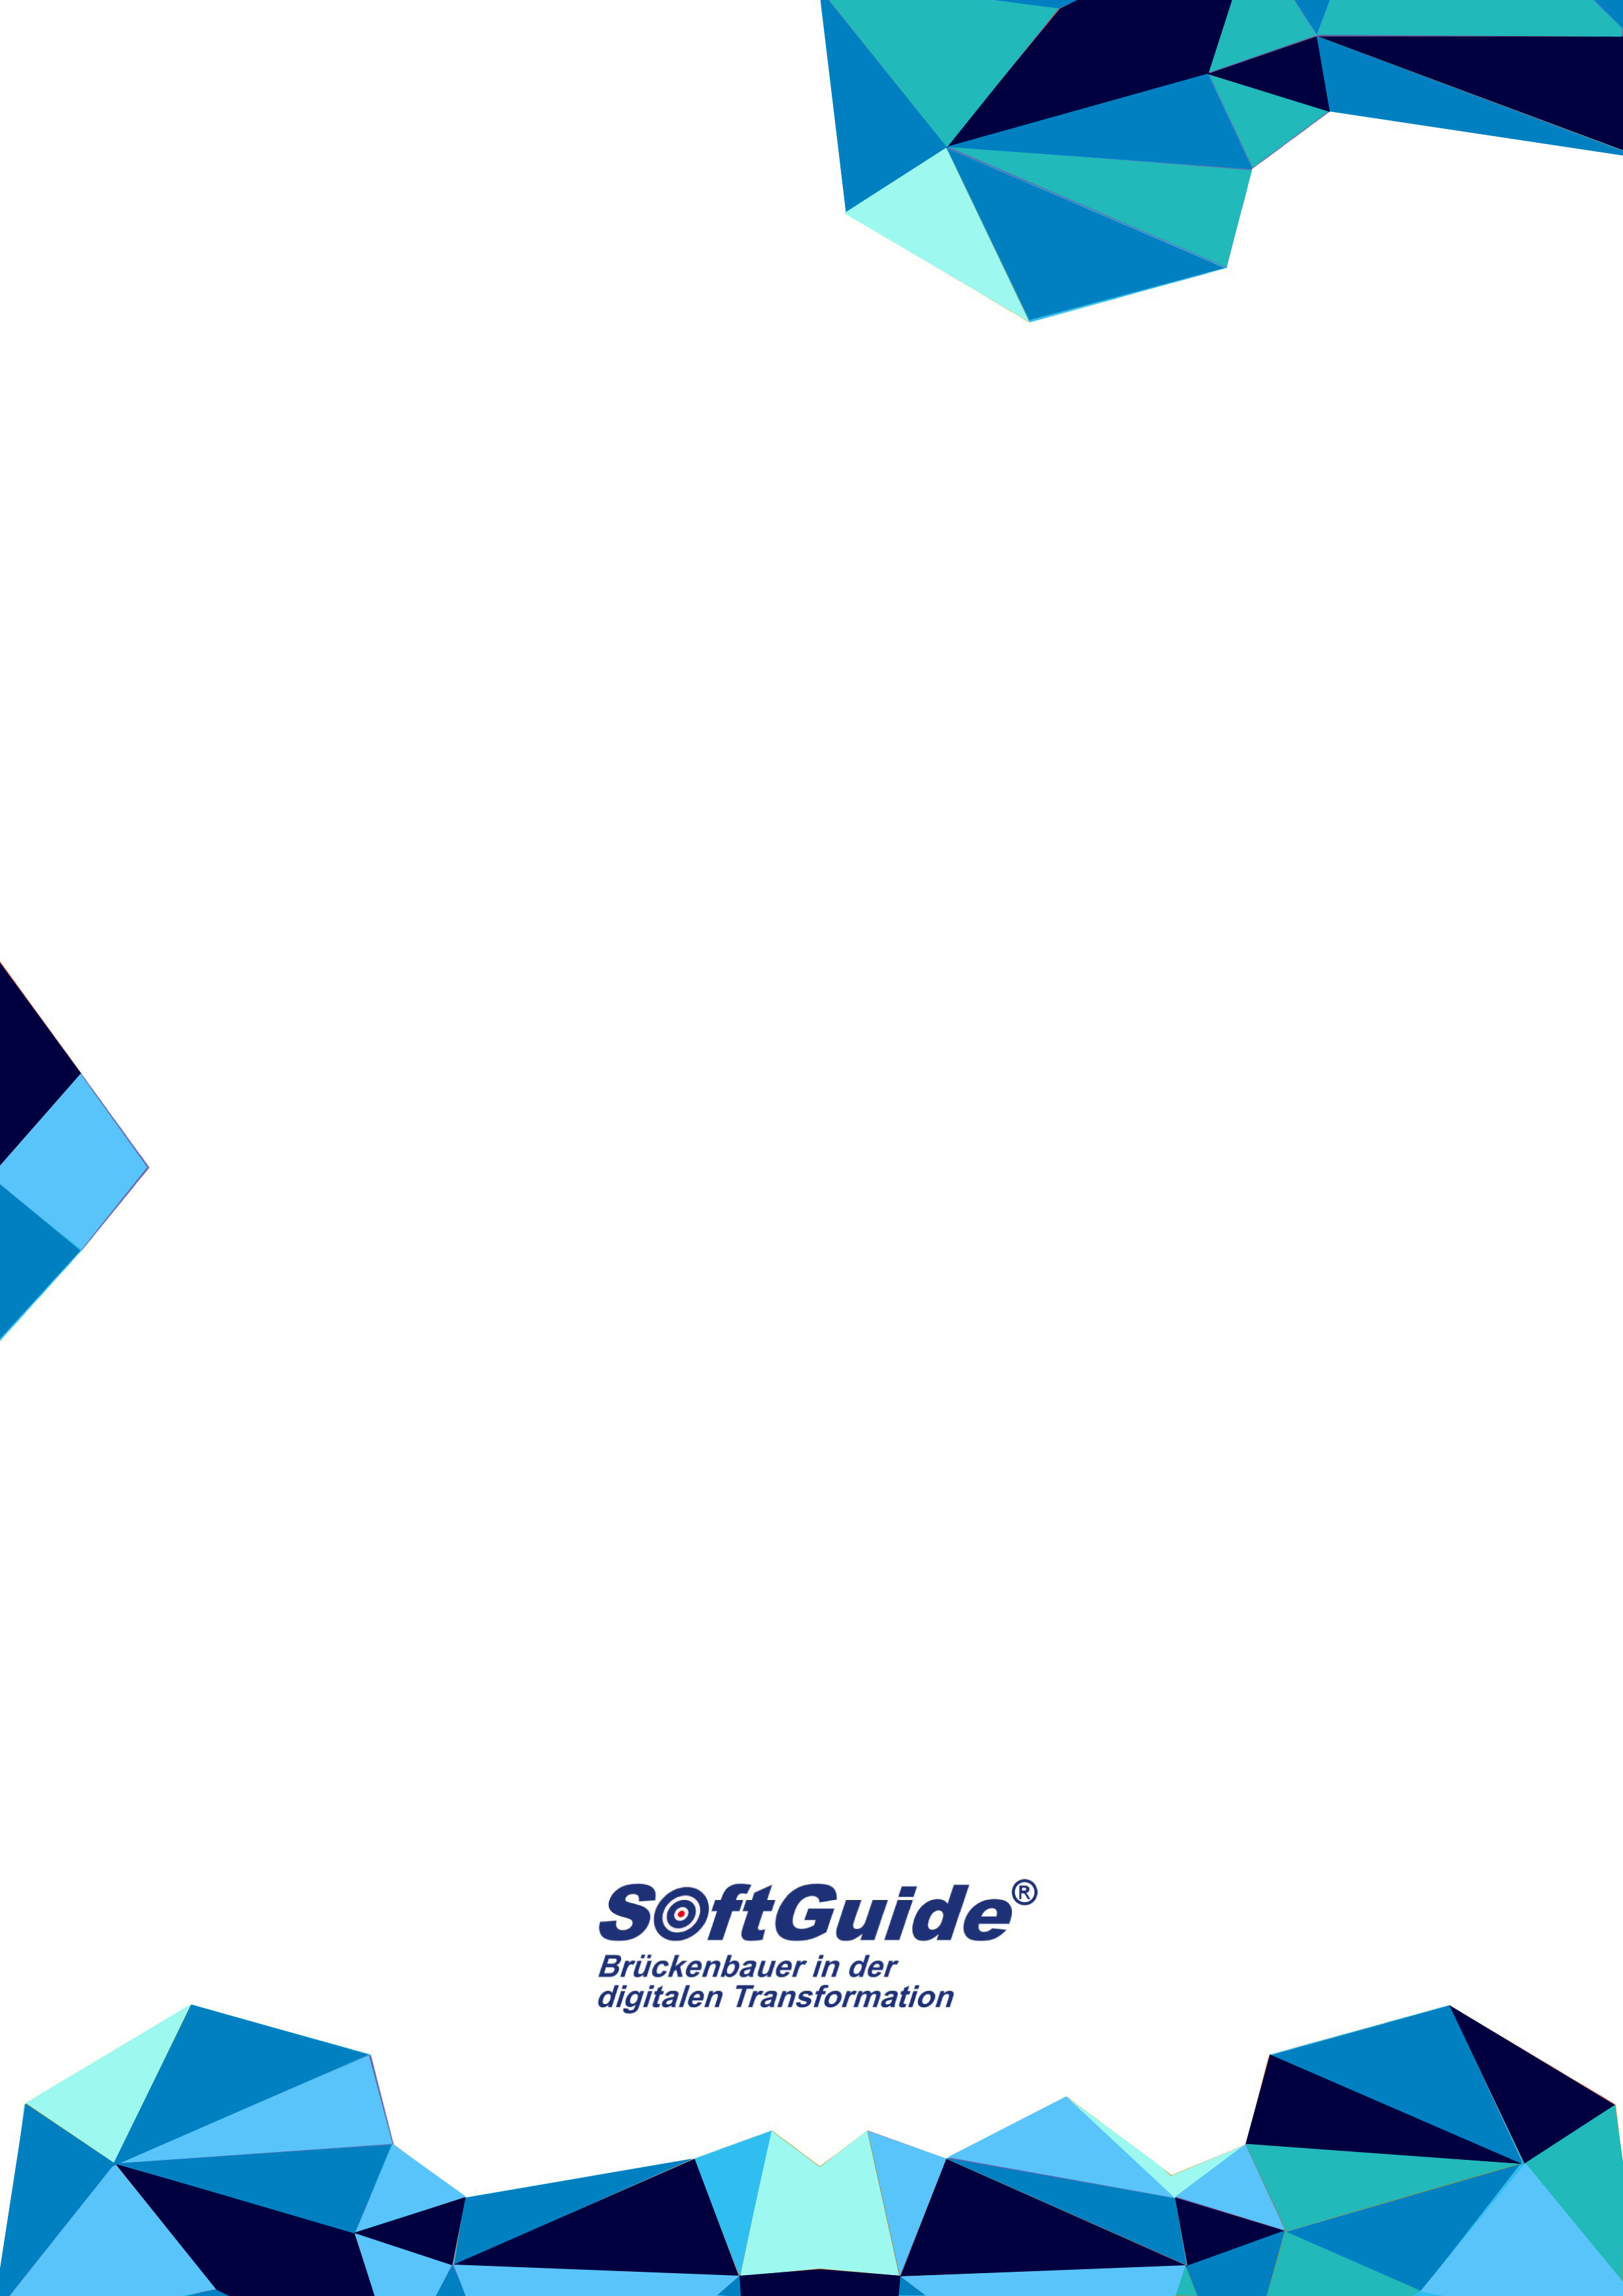 SoftGuide®
Brückenbauer in der
digitalen Transformation